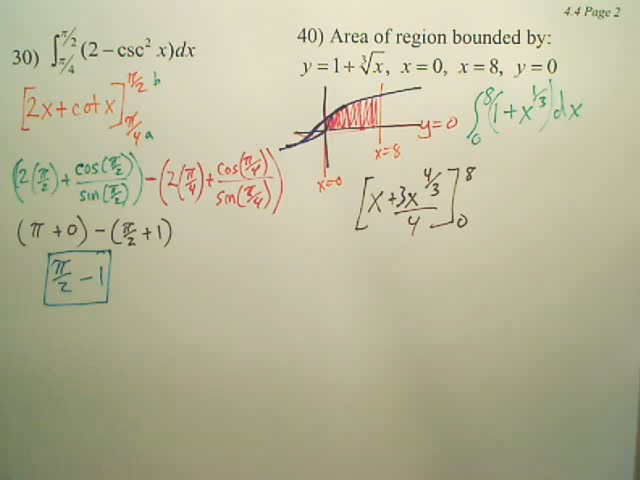 4.4 Page 2
30) ∫_{π/4}^{π/2} (2 − csc² x)dx
[2x + cot x]_{π/4 a}^{π/2 b}
(2(π/2) + cos(π/2)/sin(π/2)) − (2(π/4) + cos(π/4)/sin(π/4))
(π + 0) − (π/2 + 1)
π/2 − 1
40) Area of region bounded by:
y = 1 + ∛x, x = 0, x = 8, y = 0
y=0
x=8
x=0
∫_0^8 (1 + x^{1/3}) dx
[x + 3x^{4/3}/4]_0^8